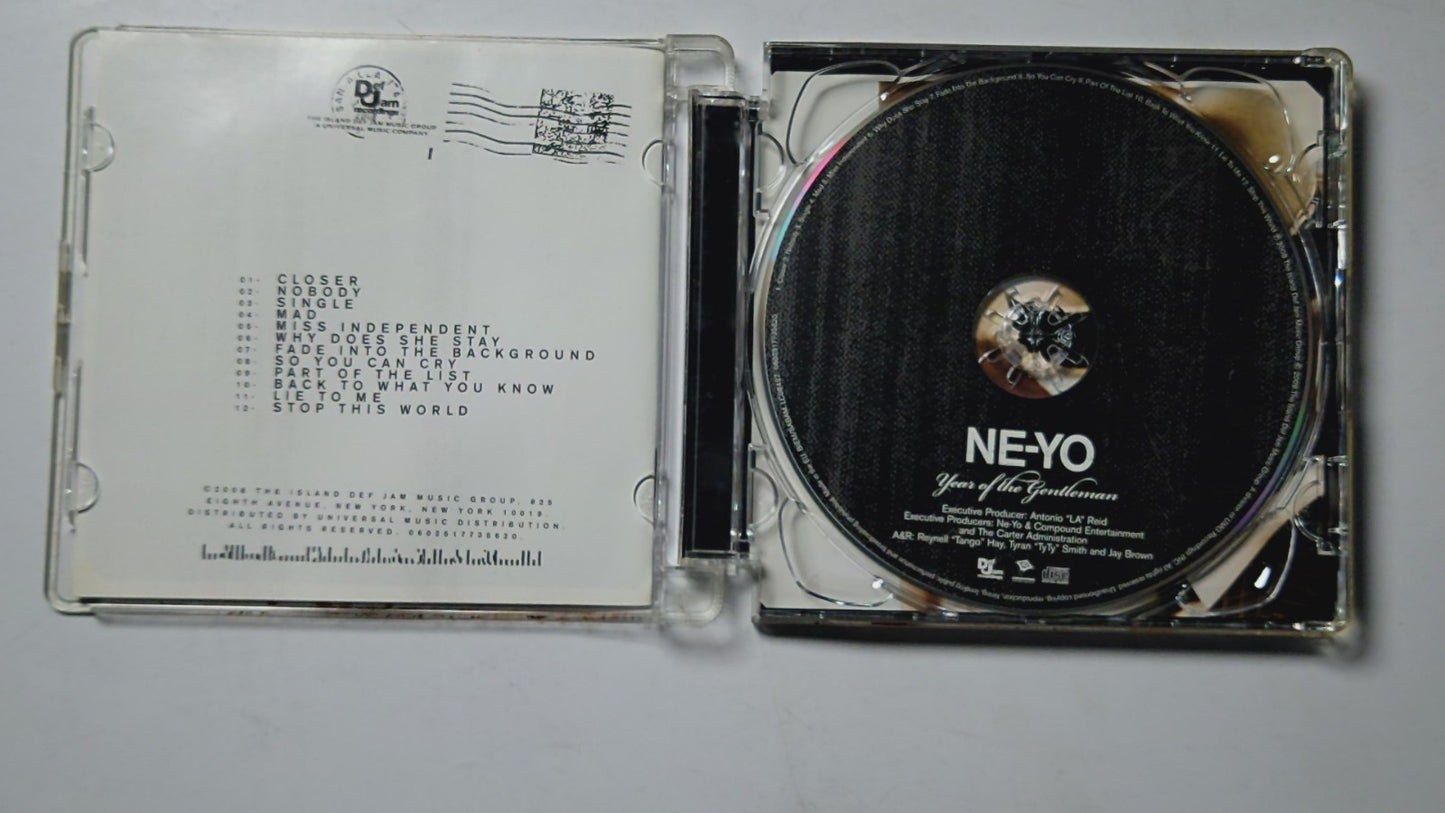 Def
Jam
recordings
THE ISLAND DEF JAM MUSIC GROUP
A UNIVERSAL MUSIC COMPANY
01- CLOSER
02- NOBODY
03- SINGLE
04- MAD
05- MISS INDEPENDENT
06- WHY DOES SHE STAY
07- FADE INTO THE BACKGROUND
08- SO YOU CAN CRY
09- PART OF THE LIST
10- BACK TO WHAT YOU KNOW
11- LIE TO ME
12- STOP THIS WORLD
©2008 THE ISLAND DEF JAM MUSIC GROUP, 825
EIGHTH AVENUE, NEW YORK, NEW YORK 10019.
DISTRIBUTED BY UNIVERSAL MUSIC DISTRIBUTION.
ALL RIGHTS RESERVED.
NE-YO
Year of the Gentleman
Executive Producer: Antonio "LA" Reid
Executive Producers: Ne-Yo & Compound Entertainment
and The Carter Administration
A&R: Reynell "Tango" Hay, Tyran "TyTy" Smith and Jay Brown
Def
Jam
recordings